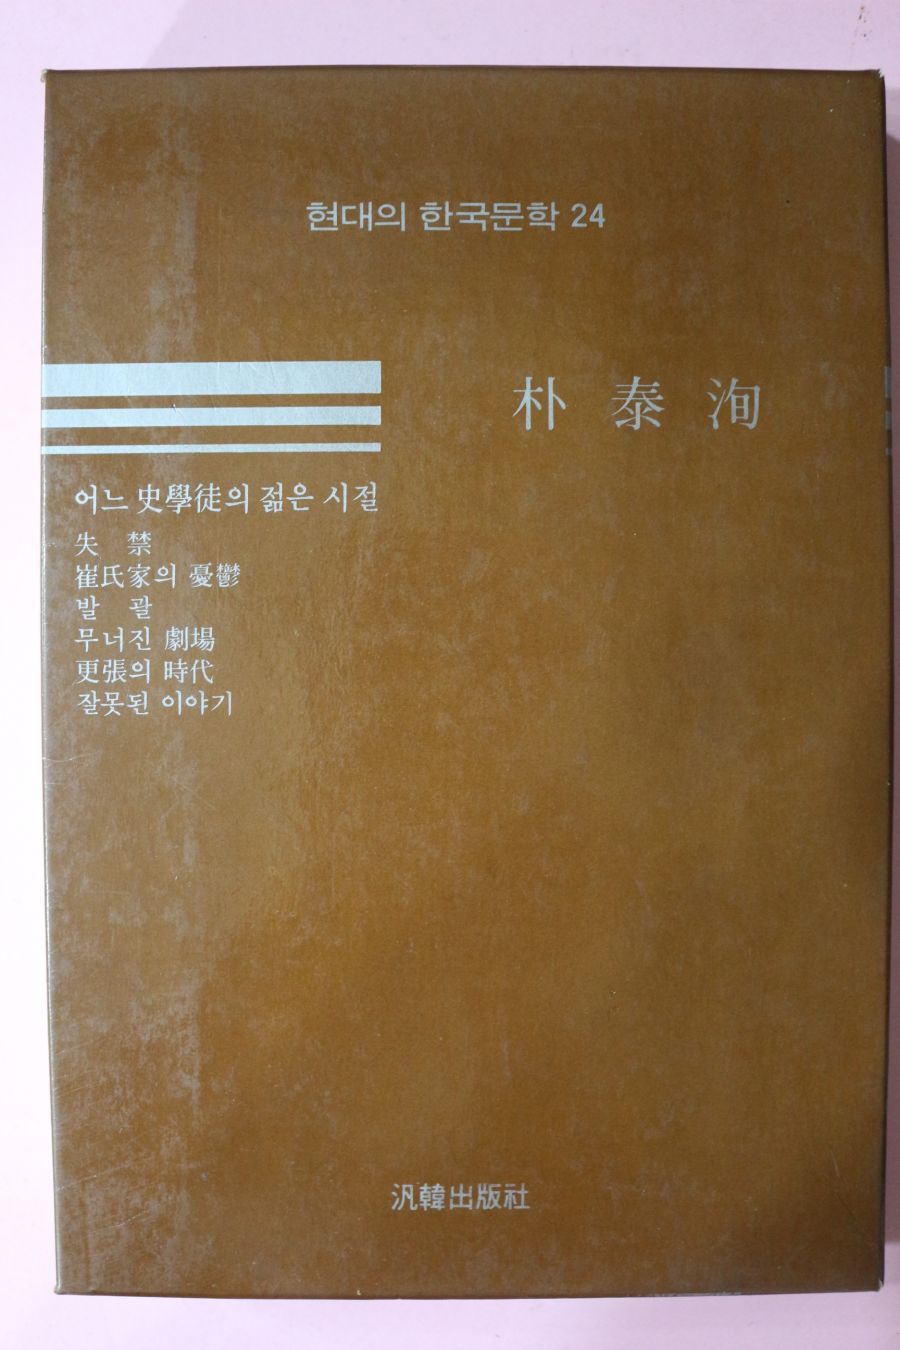 현대의 한국문학 24
朴泰洵
어느 史學徒의 젊은 시절
失禁
崔氏家의 憂鬱
발괄
무너진 劇場
更張의 時代
잘못된 이야기
汎韓出版社